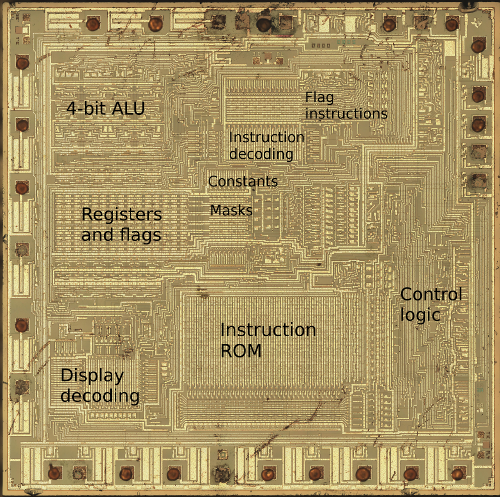 4-bit ALU
Flag
instructions
Instruction
decoding
Constants
Masks
Registers
and flags
Control
logic
Instruction
ROM
Display
decoding